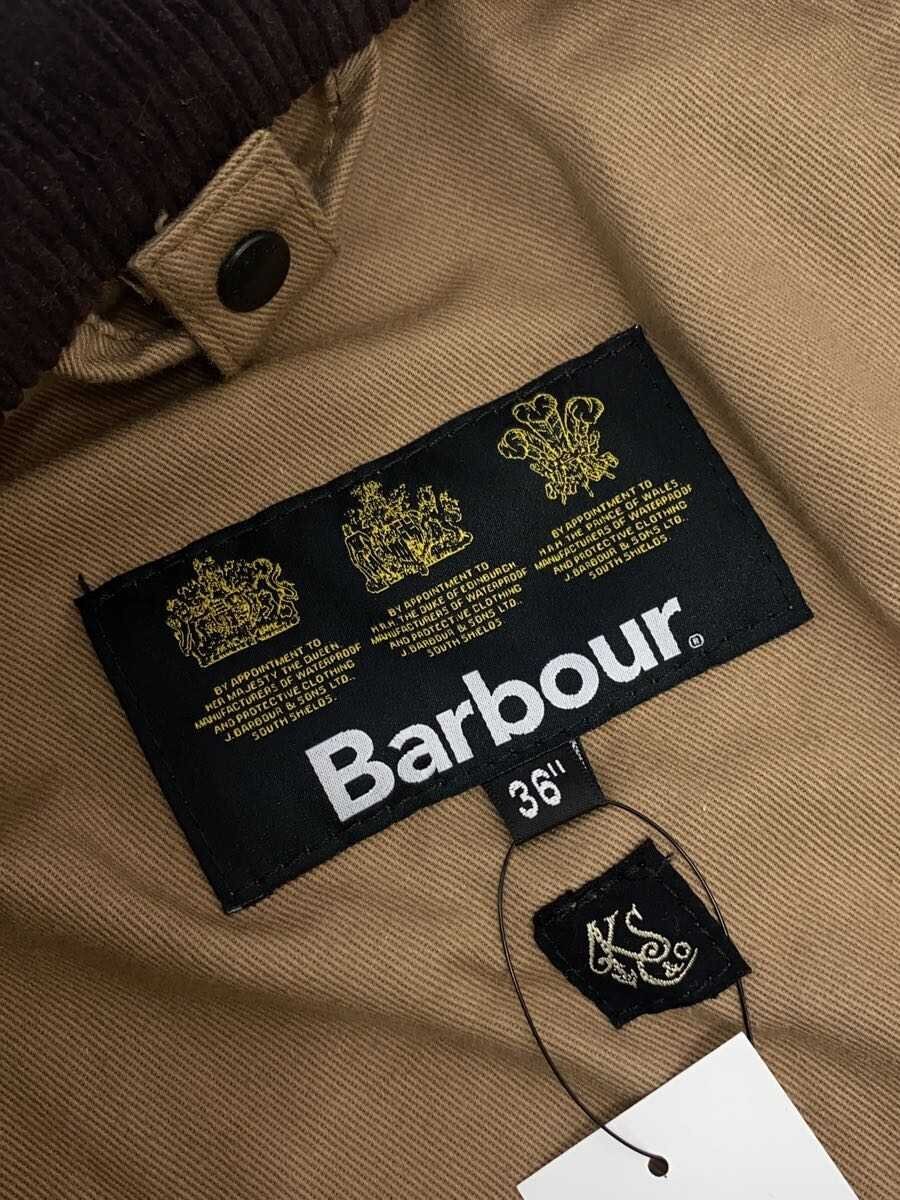 BY APPOINTMENT TO
HER MAJESTY THE QUEEN
MANUFACTURERS OF WATERPROOF
AND PROTECTIVE CLOTHING
J. BARBOUR & SONS LTD.,
SOUTH SHIELDS.
BY APPOINTMENT TO
H.R.H. THE DUKE OF EDINBURGH
MANUFACTURERS OF WATERPROOF
AND PROTECTIVE CLOTHING
J. BARBOUR & SONS LTD.,
SOUTH SHIELDS.
BY APPOINTMENT TO
H.R.H. THE PRINCE OF WALES
MANUFACTURERS OF WATERPROOF
AND PROTECTIVE CLOTHING
J. BARBOUR & SONS LTD.,
SOUTH SHIELDS.
Barbour®
36"